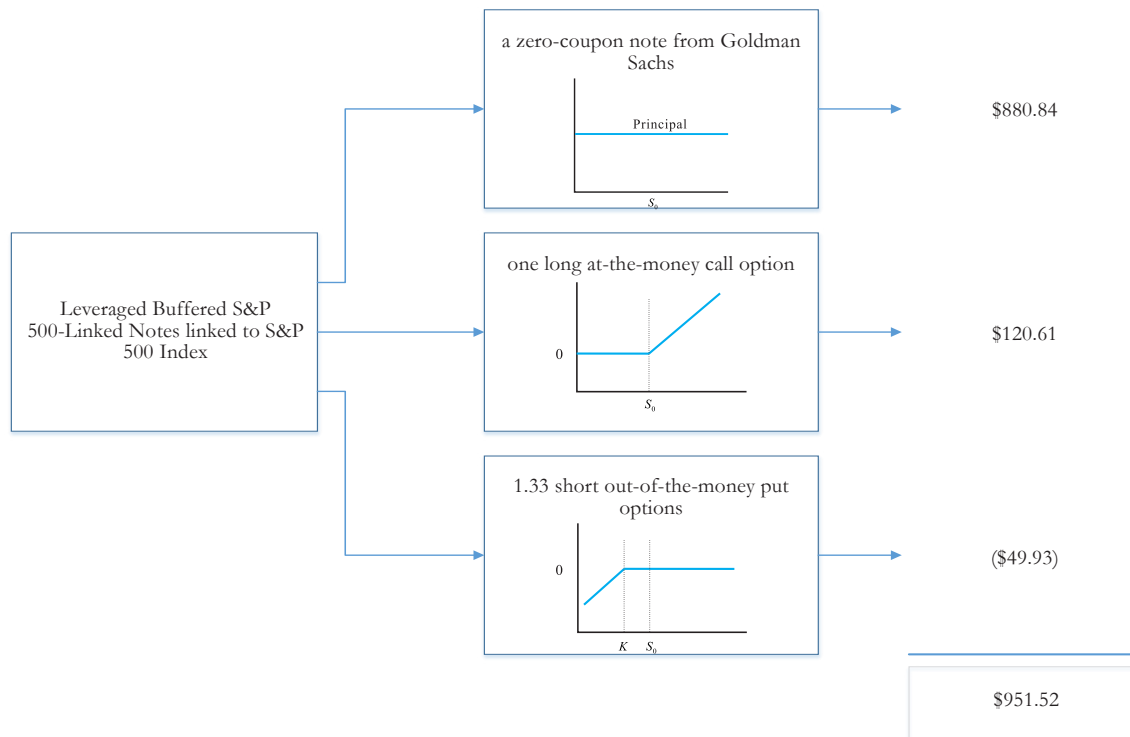 a zero-coupon note from Goldman
Sachs
Principal
S₀
$880.84
Leveraged Buffered S&P
500-Linked Notes linked to S&P
500 Index
one long at-the-money call option
0
S₀
$120.61
1.33 short out-of-the-money put
options
0
K S₀
($49.93)
$951.52